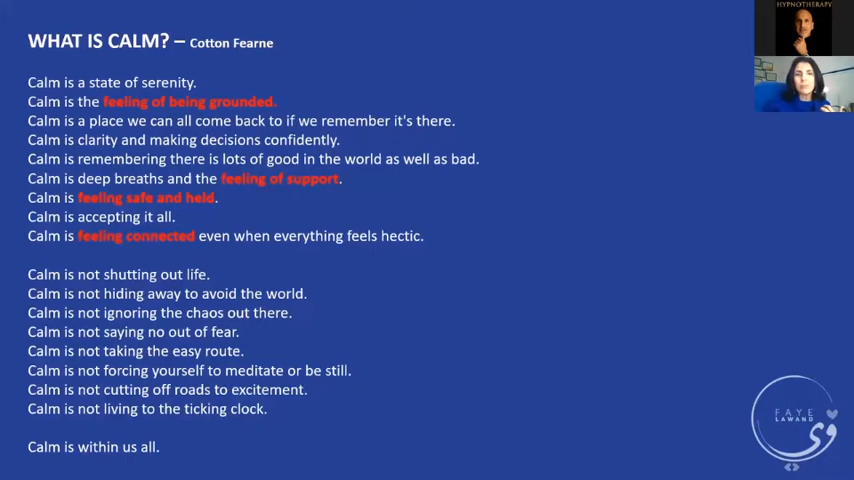 HYPNOTHERAPY
WHAT IS CALM? – Cotton Fearne
Calm is a state of serenity.
Calm is the feeling of being grounded.
Calm is a place we can all come back to if we remember it's there.
Calm is clarity and making decisions confidently.
Calm is remembering there is lots of good in the world as well as bad.
Calm is deep breaths and the feeling of support.
Calm is feeling safe and held.
Calm is accepting it all.
Calm is feeling connected even when everything feels hectic.
Calm is not shutting out life.
Calm is not hiding away to avoid the world.
Calm is not ignoring the chaos out there.
Calm is not saying no out of fear.
Calm is not taking the easy route.
Calm is not forcing yourself to meditate or be still.
Calm is not cutting off roads to excitement.
Calm is not living to the ticking clock.
Calm is within us all.
FAYE
LAWAND
في